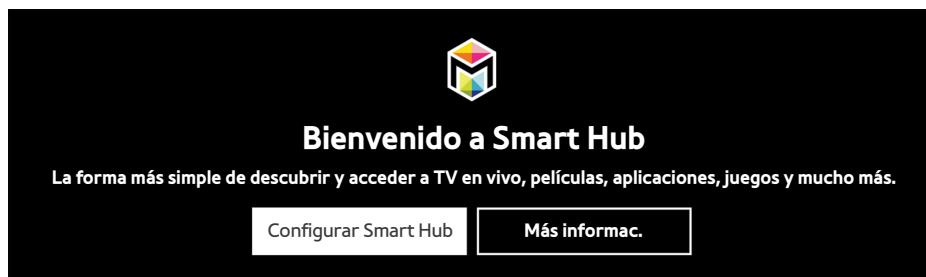 Bienvenido a Smart Hub
La forma más simple de descubrir y acceder a TV en vivo, películas, aplicaciones, juegos y mucho más.
Configurar Smart Hub
Más informac.